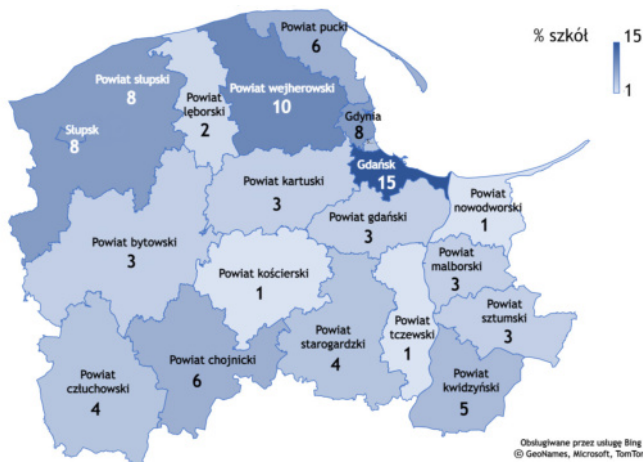 Powiat pucki
6
% szkół
15
1
Powiat słupski
8
Powiat wejherowski
10
Powiat
lęborski
2
Słupsk
8
Gdynia
8
Gdańsk
15
Powiat kartuski
3
Powiat gdański
3
Powiat
nowodworski
1
Powiat bytowski
3
Powiat kościerski
1
Powiat
malborski
3
Powiat
sztumski
3
Powiat
starogardzki
4
Powiat
tczewski
1
Powiat chojnicki
6
Powiat
człuchowski
4
Powiat
kwidzyński
5
Obsługiwane przez usługę Bing
© GeoNames, Microsoft, TomTom